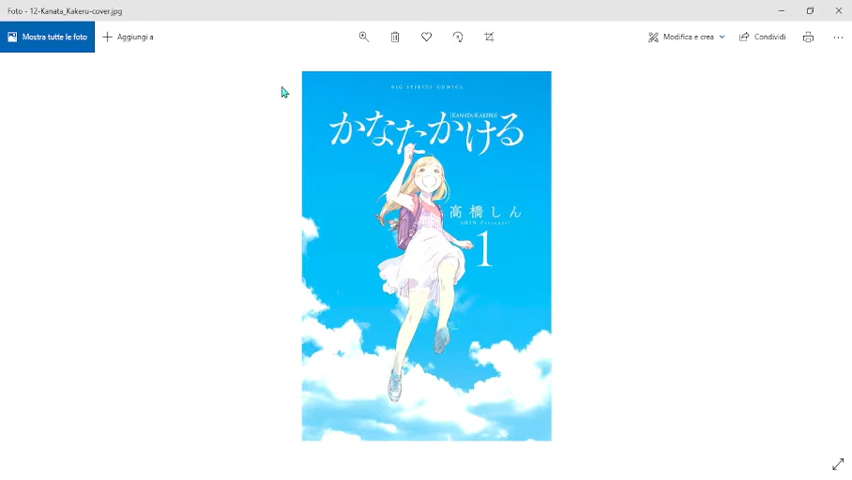 Foto - 12-Kanata_Kakeru-cover.jpg
Mostra tutte le foto
Aggiungi a
Modifica e crea
Condividi
BIG SPIRITS COMICS
[KANATA-KAKERU]
かなたかける
高橋しん
SHIN Presents!
1